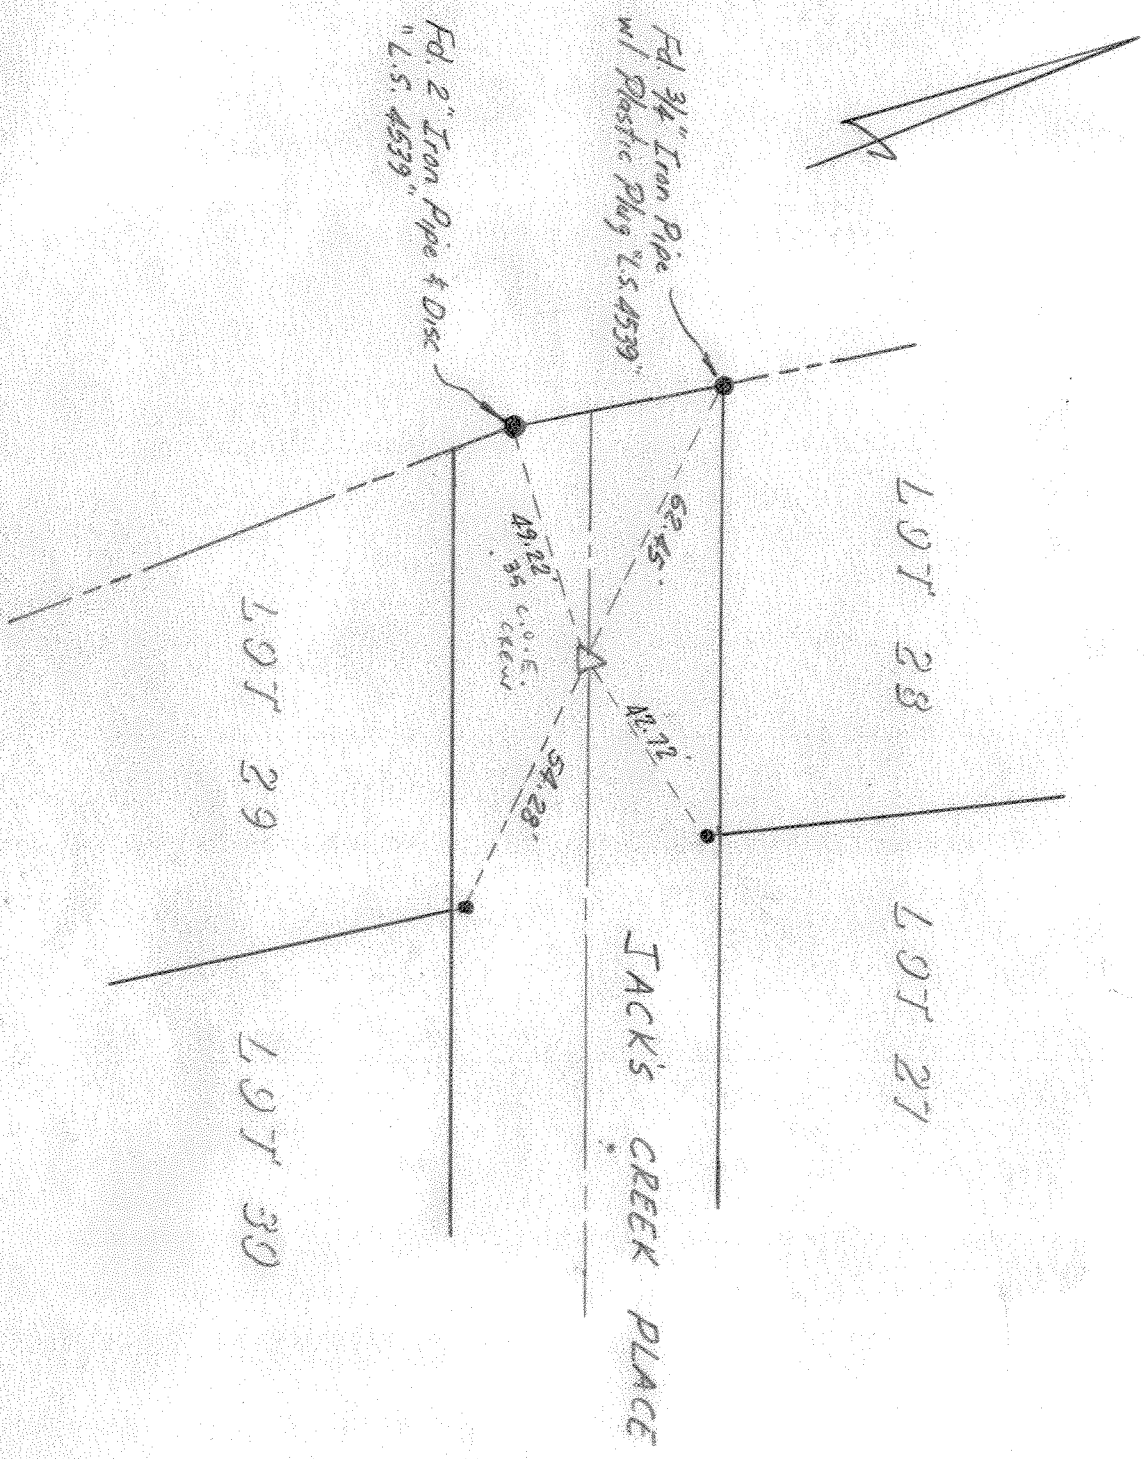 LOT 28
LOT 27
Fd 3/4" Iron Pipe
w/ Plastic Plug "L.S. 4539"
52.45'
42.72'
JACK'S CREEK PLACE
Fd. 2" Iron Pipe & Disc
"L.S. 4539"
49.22'
.35 C.O.E.
CREW
54.28'
LOT 29
LOT 30